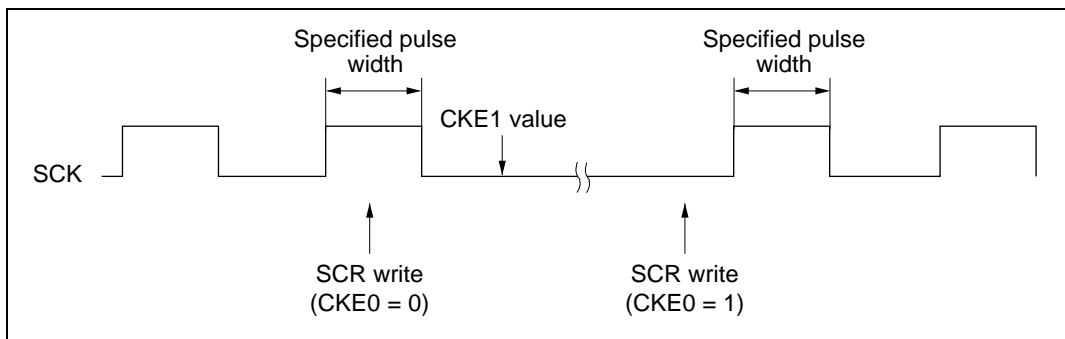 Specified pulse
width
Specified pulse
width
CKE1 value
SCK
SCR write
(CKE0 = 0)
SCR write
(CKE0 = 1)